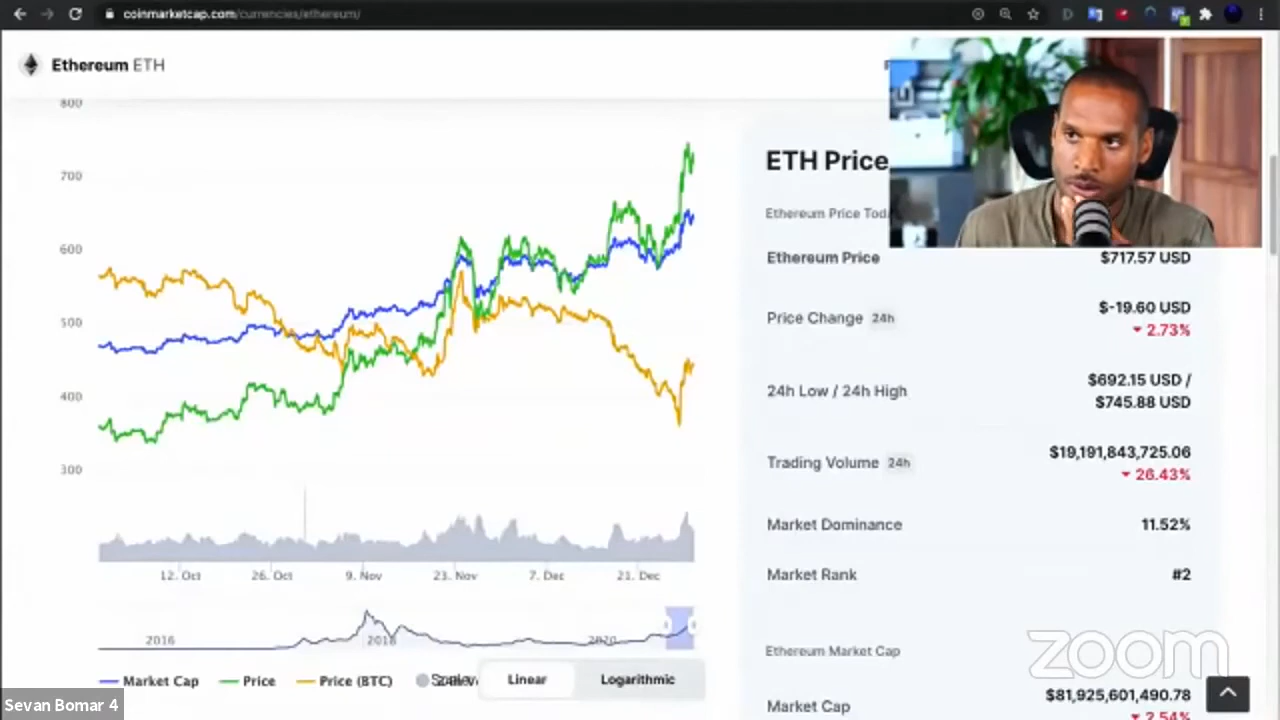 coinmarketcap.com/currencies/ethereum/
Ethereum ETH
800
700
600
500
400
300
12. Oct
26. Oct
9. Nov
23. Nov
7. Dec
21. Dec
2016
2018
2020
Market Cap
Price
Price (BTC)
Linear
Logarithmic
ETH Price
Ethereum Price
$717.57 USD
Price Change 24h
$-19.60 USD
2.73%
24h Low / 24h High
$692.15 USD /
$745.88 USD
Trading Volume 24h
$19,191,843,725.06
26.43%
Market Dominance
11.52%
Market Rank
#2
Ethereum Market Cap
Market Cap
$81,925,601,490.78
2.54%
zoom
Sevan Bomar 4